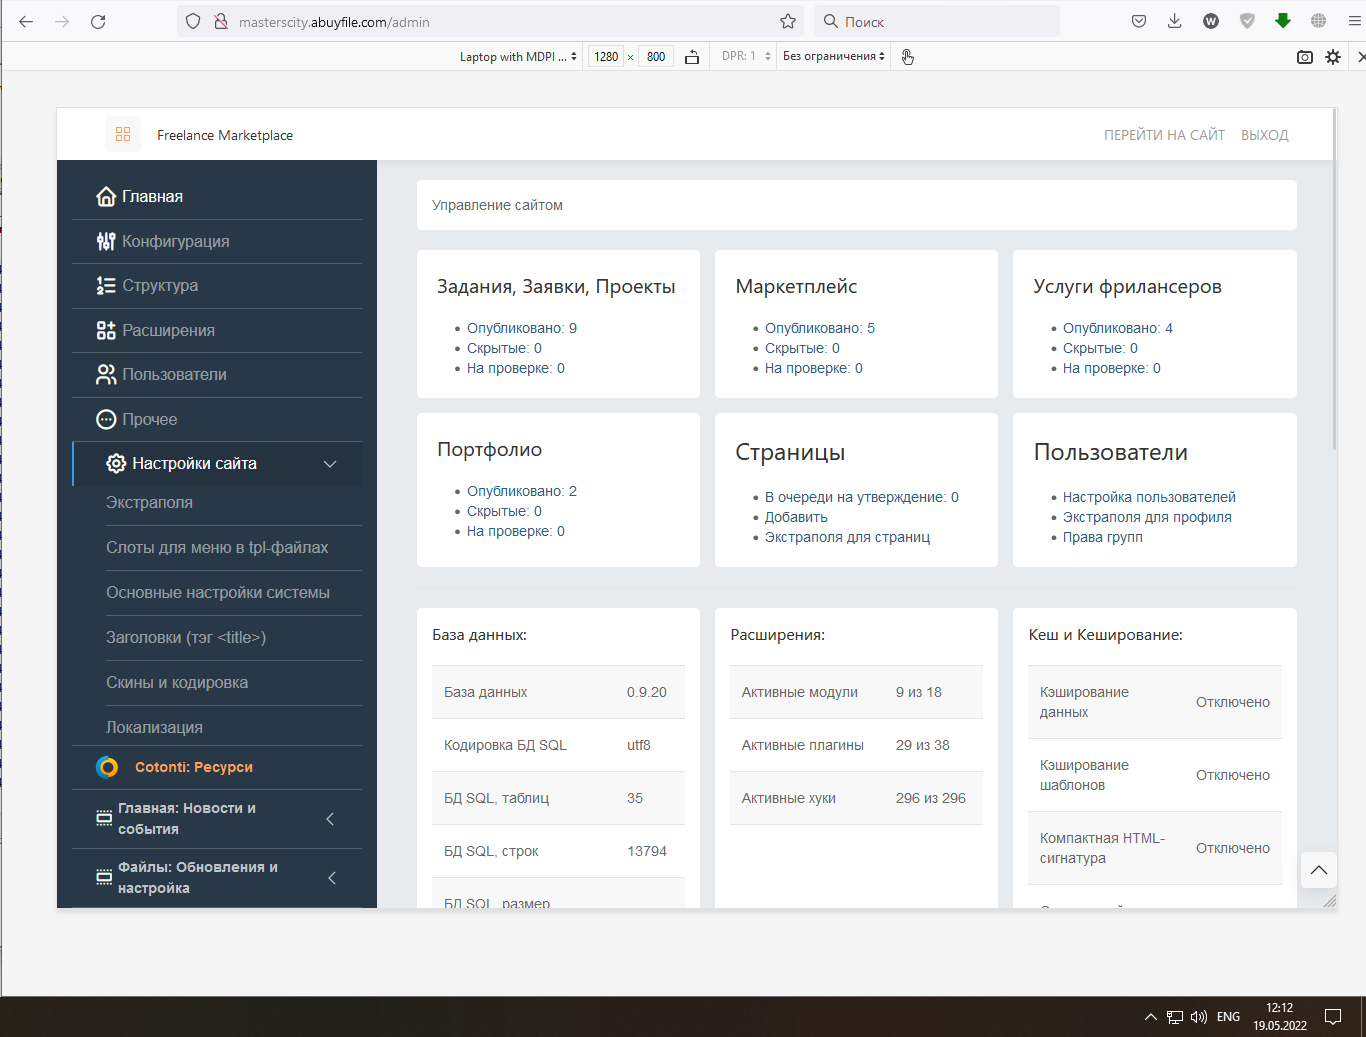 masterscity.abuyfile.com/admin
Поиск
Laptop with MDPI ...
1280 × 800
DPR: 1
Без ограничения
Freelance Marketplace
ПЕРЕЙТИ НА САЙТ
ВЫХОД
Главная
Конфигурация
Структура
Расширения
Пользователи
Прочее
Настройки сайта
Экстраполя
Слоты для меню в tpl-файлах
Основные настройки системы
Заголовки (тэг <title>)
Скины и кодировка
Локализация
Cotonti: Ресурси
Главная: Новости и
события
Файлы: Обновления и
настройка
Управление сайтом
Задания, Заявки, Проекты
Опубликовано: 9
Скрытые: 0
На проверке: 0
Маркетплейс
Опубликовано: 5
Скрытые: 0
На проверке: 0
Услуги фрилансеров
Опубликовано: 4
Скрытые: 0
На проверке: 0
Портфолио
Опубликовано: 2
Скрытые: 0
На проверке: 0
Страницы
В очереди на утверждение: 0
Добавить
Экстраполя для страниц
Пользователи
Настройка пользователей
Экстраполя для профиля
Права групп
База данных:
База данных 0.9.20
Кодировка БД SQL utf8
БД SQL, таблиц 35
БД SQL, строк 13794
БД SQL, размер
Расширения:
Активные модули 9 из 18
Активные плагины 29 из 38
Активные хуки 296 из 296
Кеш и Кеширование:
Кэширование
данных
Отключено
Кэширование
шаблонов
Отключено
Компактная HTML-
сигнатура
Отключено
ENG
12:12
19.05.2022